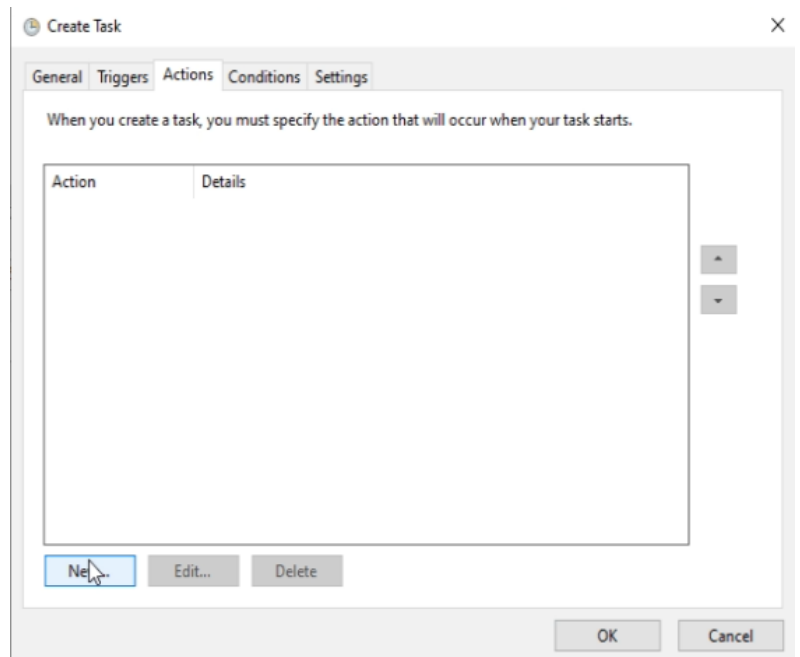 Create Task
General Triggers Actions Conditions Settings
When you create a task, you must specify the action that will occur when your task starts.
Action Details
Edit... Delete
OK Cancel